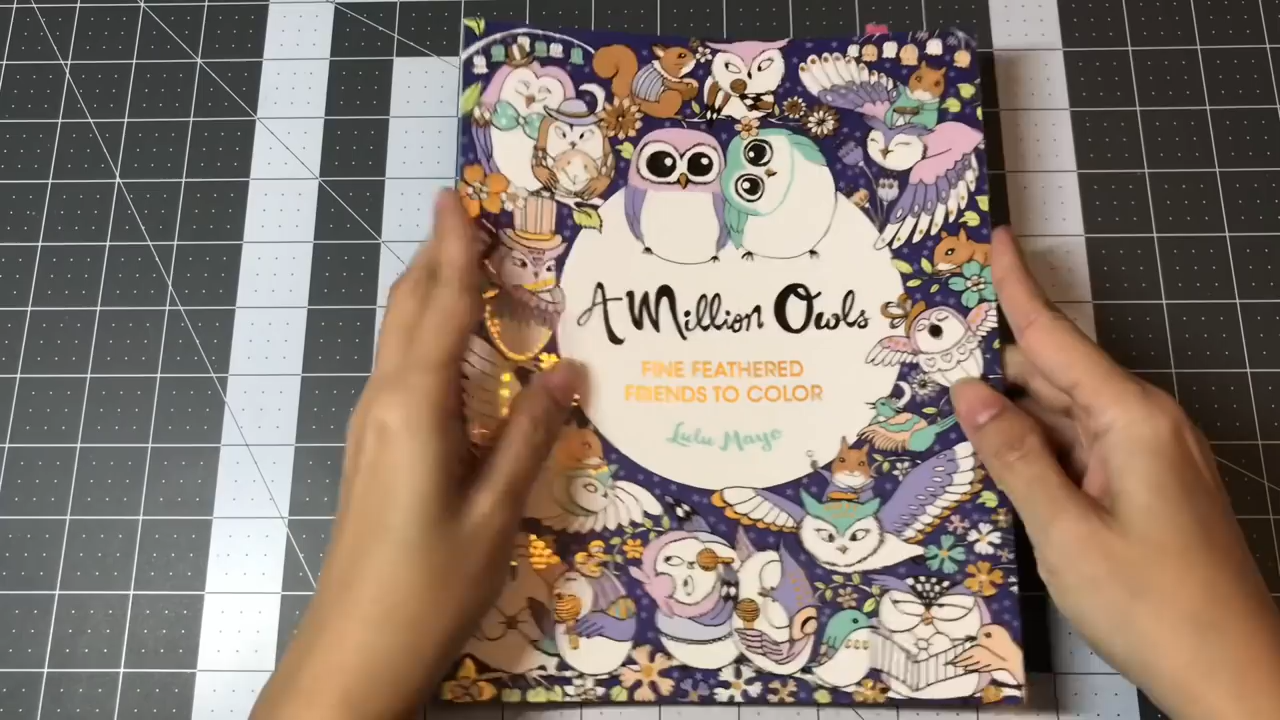 A Million Owls
FINE FEATHERED
FRIENDS TO COLOR
Lulu Mayo